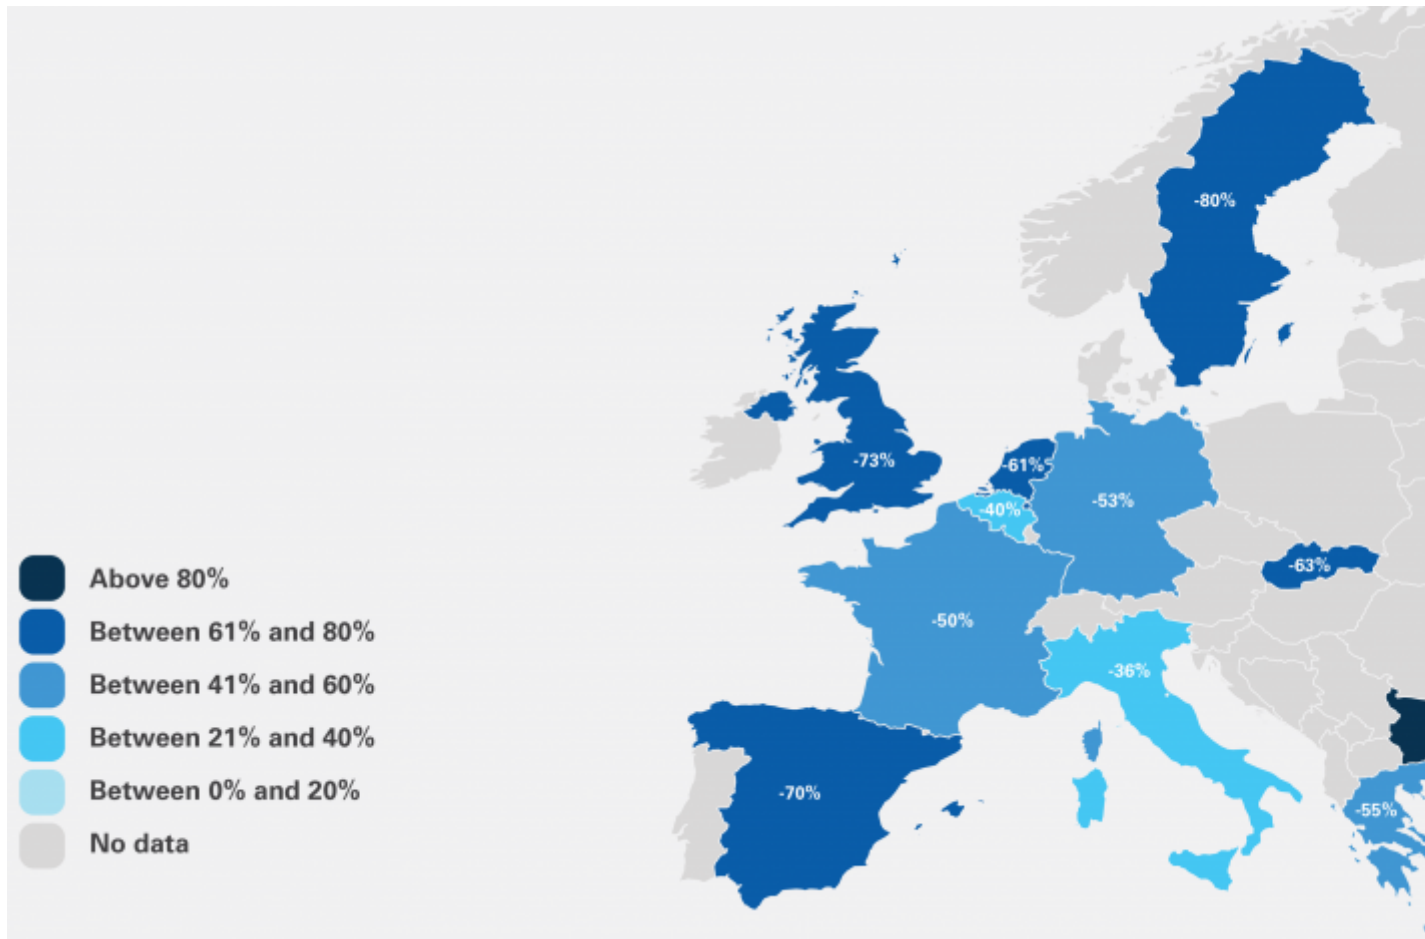 -80%
-73%
-61%
-40%
-53%
-63%
-50%
-36%
-70%
-55%
Above 80%
Between 61% and 80%
Between 41% and 60%
Between 21% and 40%
Between 0% and 20%
No data